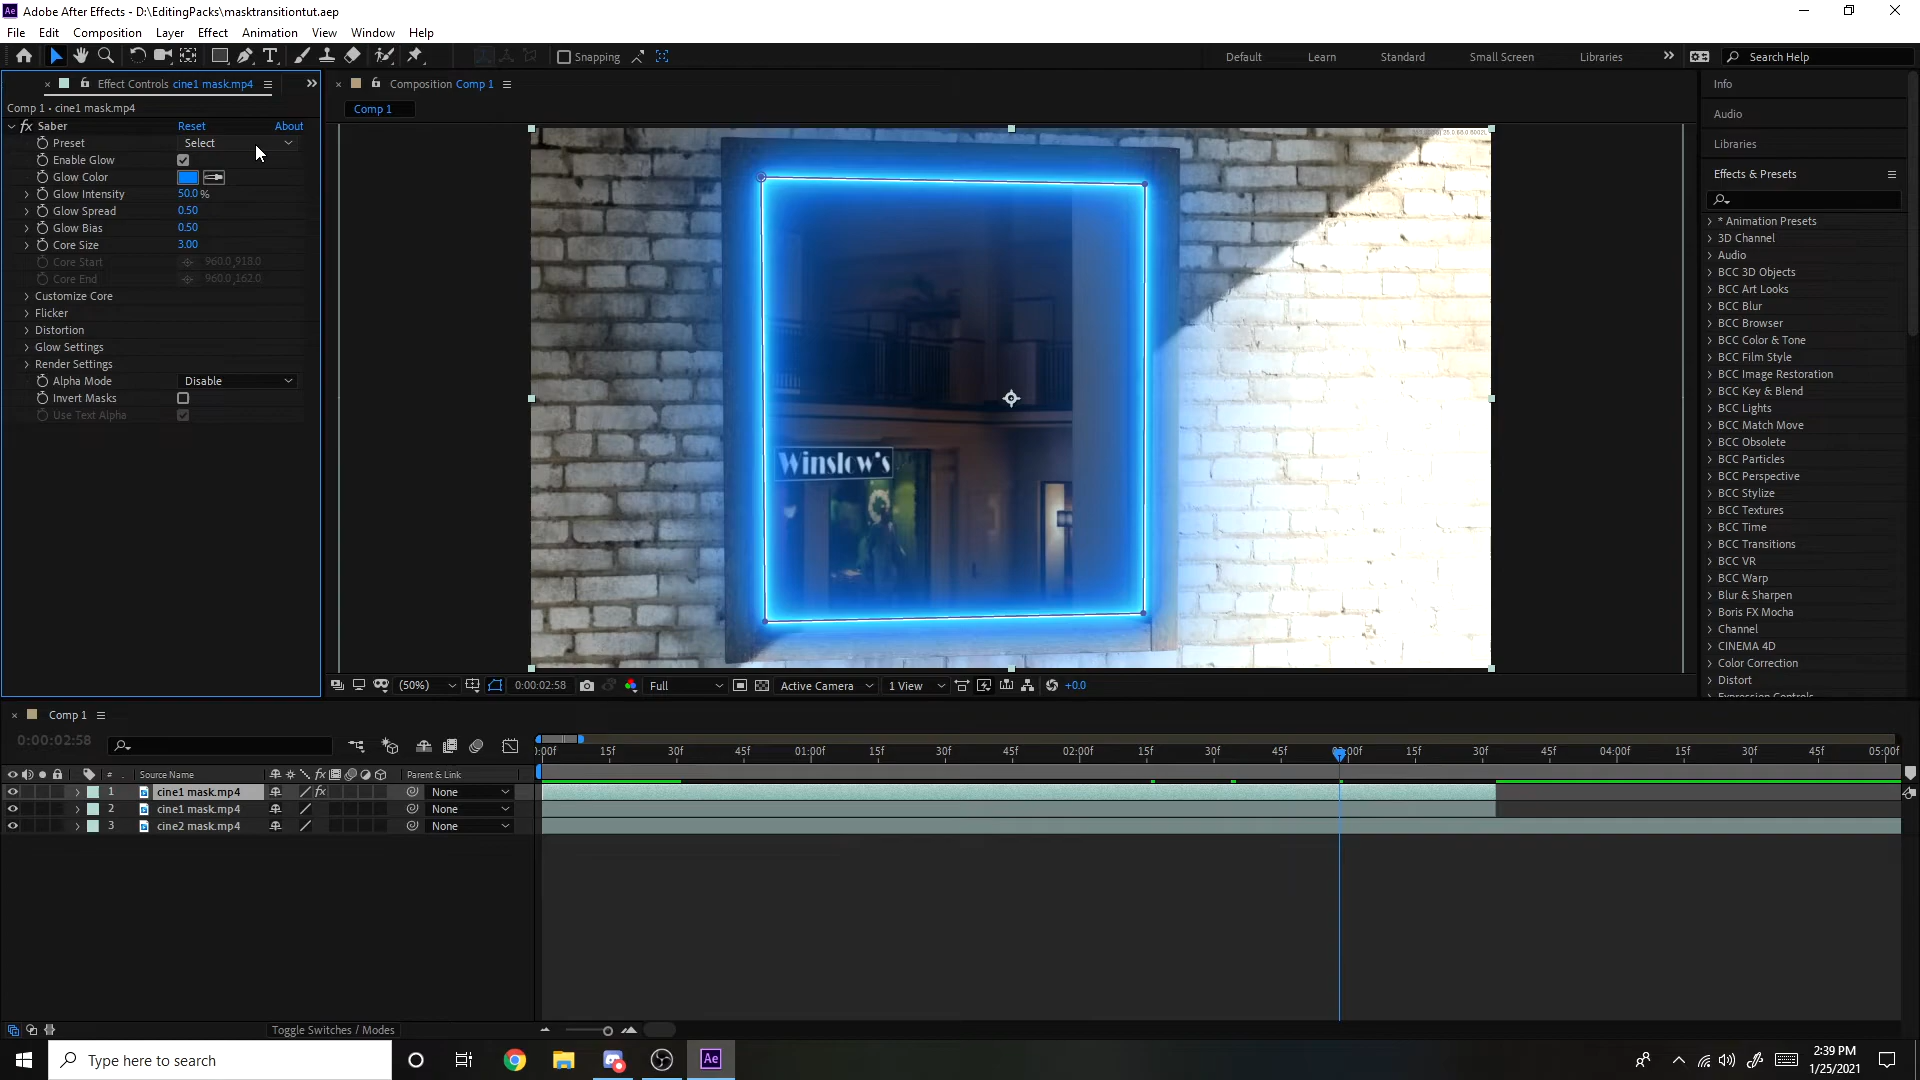 Adobe After Effects - D:\EditingPacks\masktransitiontut.aep
File Edit Composition Layer Effect Animation View Window Help
Snapping
Default Learn Standard Small Screen Libraries Search Help
Effect Controls cine1 mask.mp4
Comp 1 • cine1 mask.mp4
fx Saber Reset About
Preset Select
Enable Glow
Glow Color
Glow Intensity 50.0 %
Glow Spread 0.50
Glow Bias 0.50
Core Size 3.00
Core Start 960.0,918.0
Core End 960.0,162.0
Customize Core
Flicker
Distortion
Glow Settings
Render Settings
Alpha Mode Disable
Invert Masks
Use Text Alpha
Composition Comp 1
Comp 1
Winslow's
(50%) 0:00:02:58 Full Active Camera 1 View +0.0
Info
Audio
Libraries
Effects & Presets
* Animation Presets
3D Channel
Audio
BCC 3D Objects
BCC Art Looks
BCC Blur
BCC Browser
BCC Color & Tone
BCC Film Style
BCC Image Restoration
BCC Key & Blend
BCC Lights
BCC Match Move
BCC Obsolete
BCC Particles
BCC Perspective
BCC Stylize
BCC Textures
BCC Time
BCC Transitions
BCC VR
BCC Warp
Blur & Sharpen
Boris FX Mocha
Channel
CINEMA 4D
Color Correction
Distort
Expression Controls
Comp 1
0:00:02:58
:00f 15f 30f 45f 01:00f 15f 30f 45f 02:00f 15f 30f 45f 03:00f 15f 30f 45f 04:00f 15f 30f 45f 05:00f
# Source Name fx Parent & Link
1 cine1 mask.mp4 fx None
2 cine1 mask.mp4 None
3 cine2 mask.mp4 None
Toggle Switches / Modes
Type here to search
Ae
2:39 PM
1/25/2021